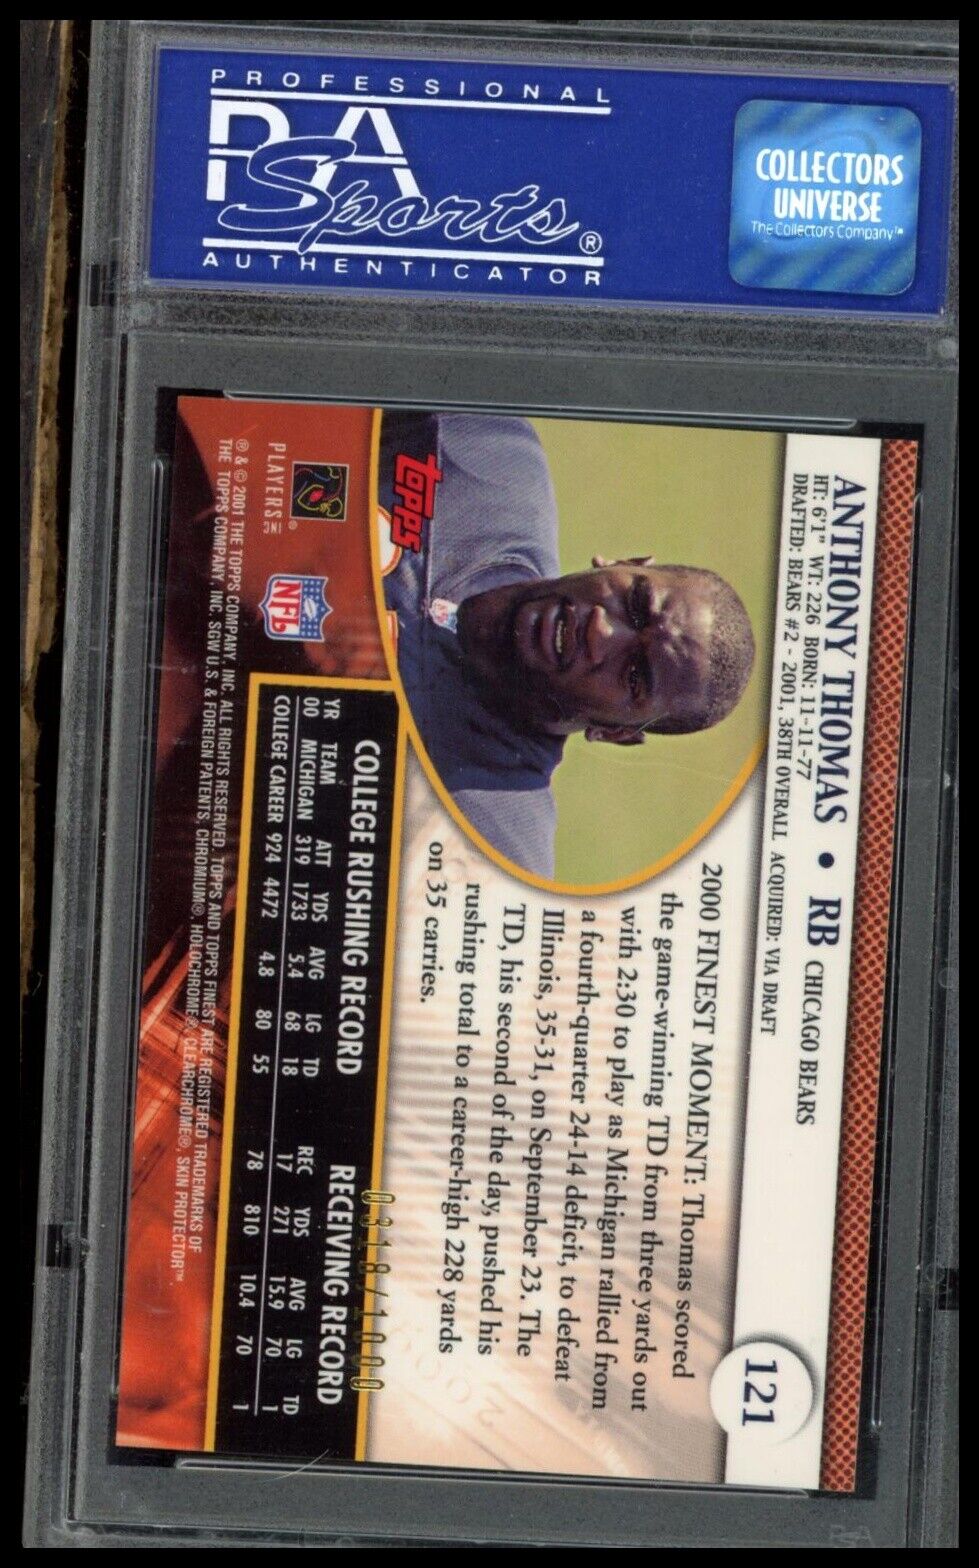 PROFESSIONAL
PSA
Sports®
AUTHENTICATOR
COLLECTORS
UNIVERSE
The Collectors Company™
ANTHONY THOMAS • RB CHICAGO BEARS
HT: 6'1" WT: 226 BORN: 11-11-77
DRAFTED: BEARS #2 - 2001, 38TH OVERALL ACQUIRED: VIA DRAFT
121
2000 FINEST MOMENT: Thomas scored
the game-winning TD from three yards out
with 2:30 to play as Michigan rallied from
a fourth-quarter 24-14 deficit, to defeat
Illinois, 35-31, on September 23. The
TD, his second of the day, pushed his
rushing total to a career-high 228 yards
on 35 carries.
Topps
0318/1000
COLLEGE RUSHING RECORD RECEIVING RECORD
YR TEAM ATT YDS AVG LG TD REC YDS AVG LG TD
00 MICHIGAN 319 1733 5.4 68 18 17 271 15.9 70 1
COLLEGE CAREER 924 4472 4.8 80 55 78 810 10.4 70 1
PLAYERS INC
NFL
® & © 2001 THE TOPPS COMPANY, INC. ALL RIGHTS RESERVED. TOPPS AND TOPPS FINEST ARE REGISTERED TRADEMARKS OF
THE TOPPS COMPANY, INC. SGW U.S. & FOREIGN PATENTS. CHROMIUM®, HOLOCHROME®, CLEARCHROME®, SKIN PROTECTOR™